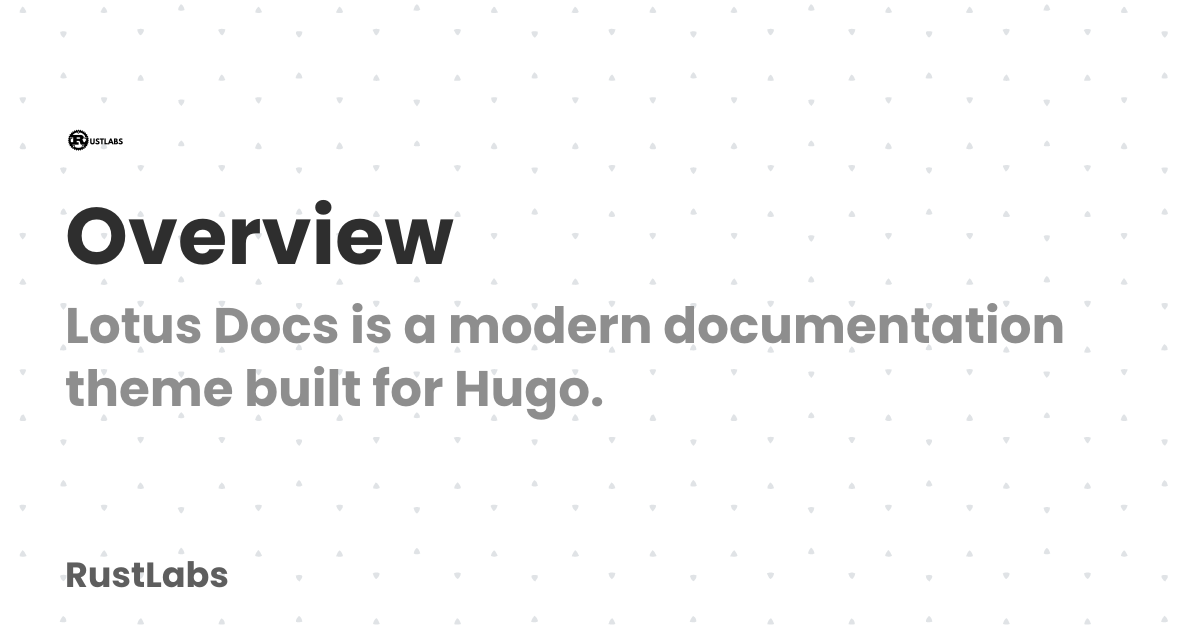 RUSTLABS
Overview
Lotus Docs is a modern documentation
theme built for Hugo.
RustLabs